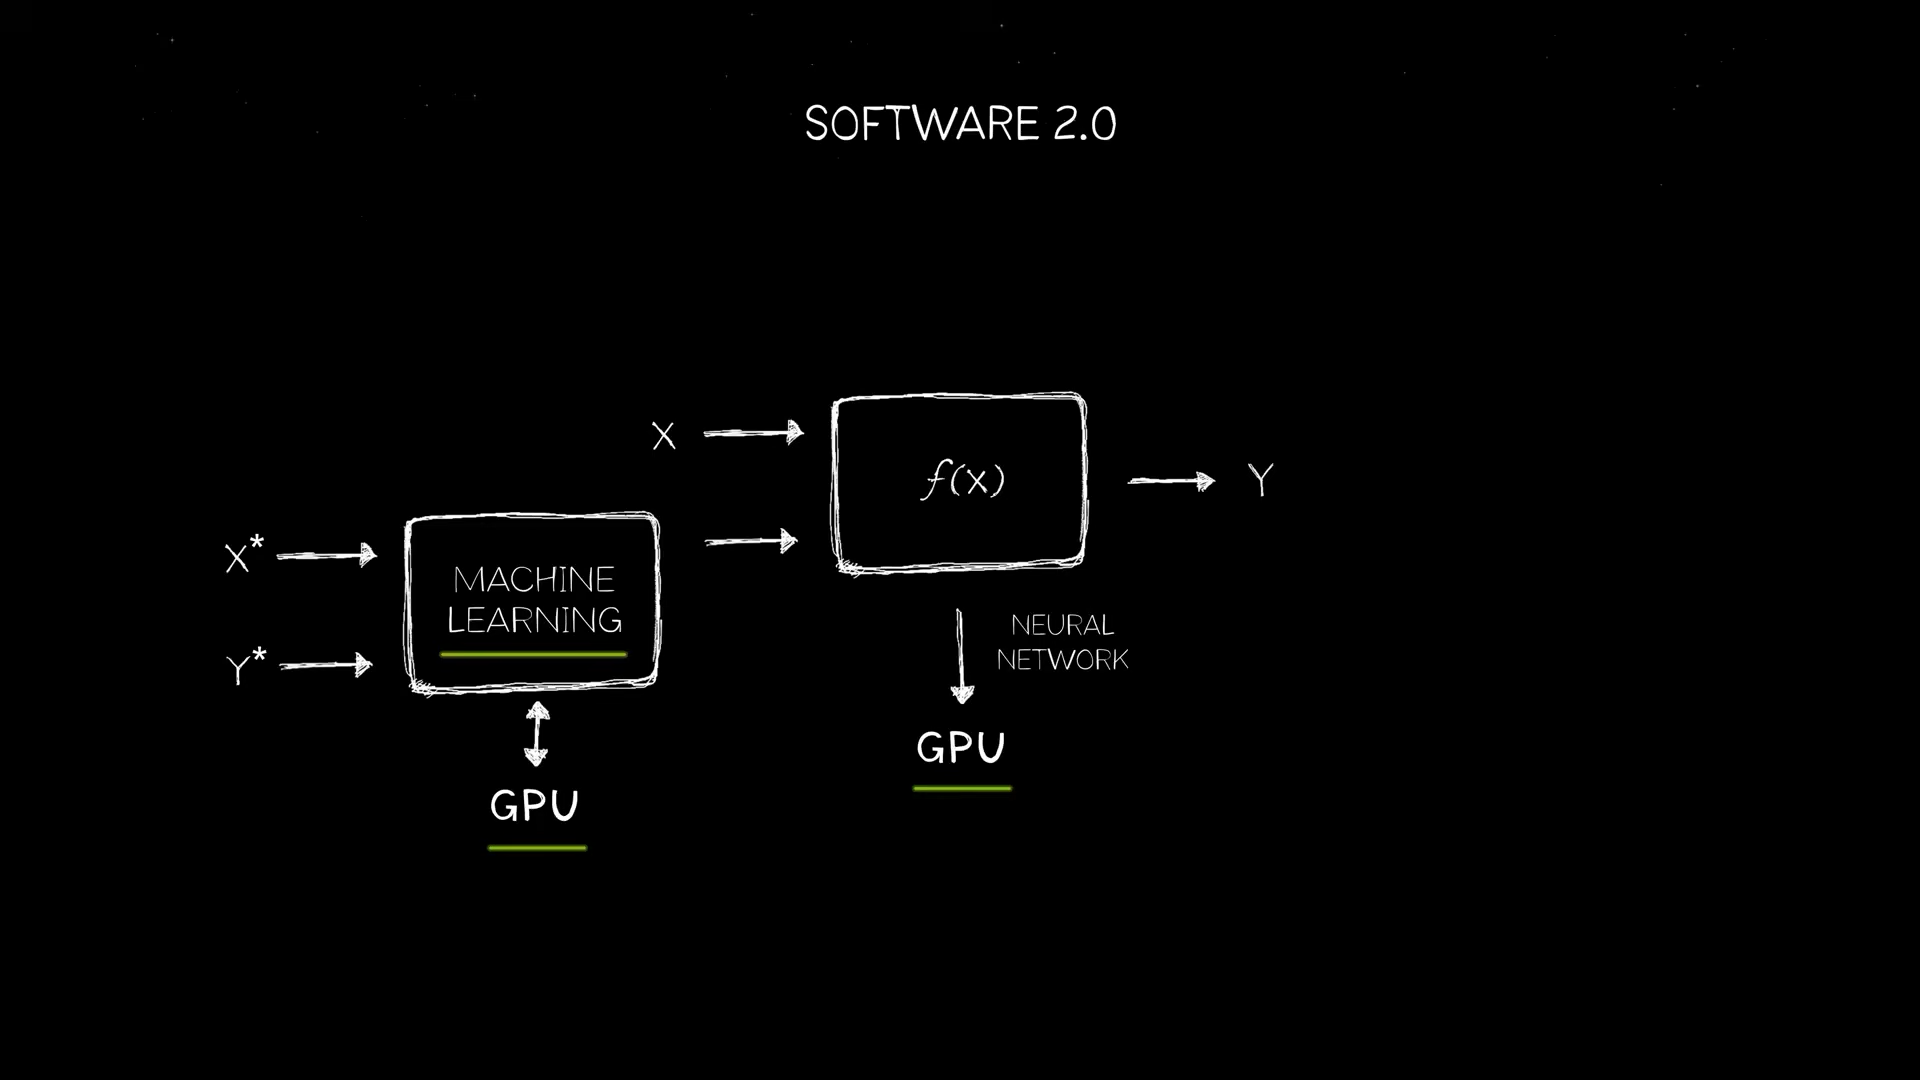 SOFTWARE 2.0
X
f(x)
Y
X*
MACHINE
LEARNING
Y*
NEURAL
NETWORK
GPU
GPU